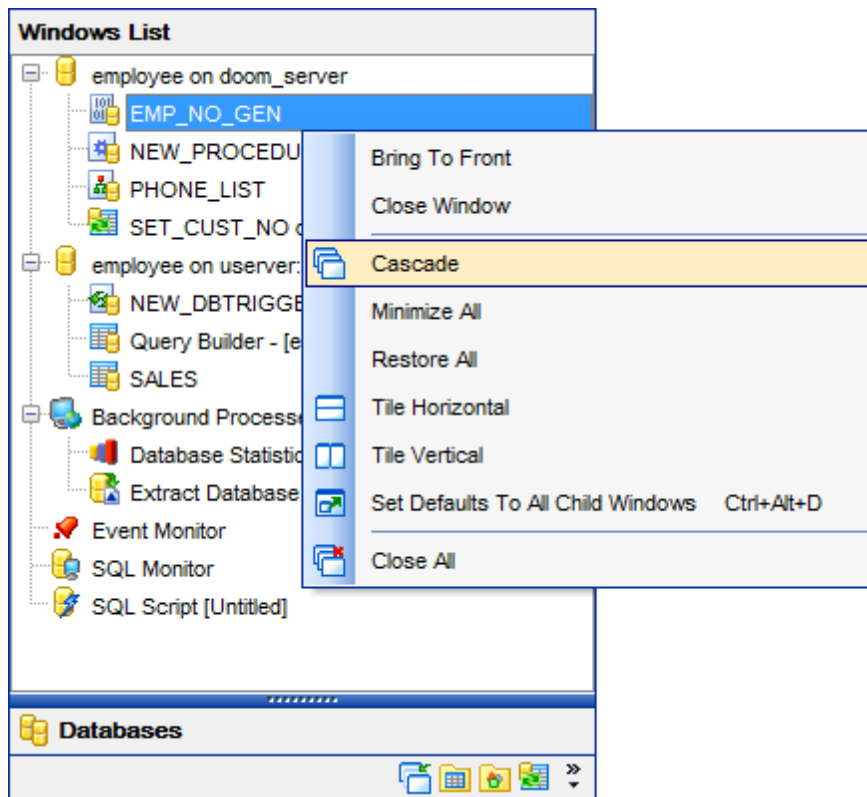 Windows List
employee on doom_server
EMP_NO_GEN
NEW_PROCEDU
PHONE_LIST
SET_CUST_NO
employee on userver:
NEW_DBTRIGGE
Query Builder - [e
SALES
Background Processe
Database Statistic
Extract Database
Event Monitor
SQL Monitor
SQL Script [Untitled]
Bring To Front
Close Window
Cascade
Minimize All
Restore All
Tile Horizontal
Tile Vertical
Set Defaults To All Child Windows Ctrl+Alt+D
Close All
Databases